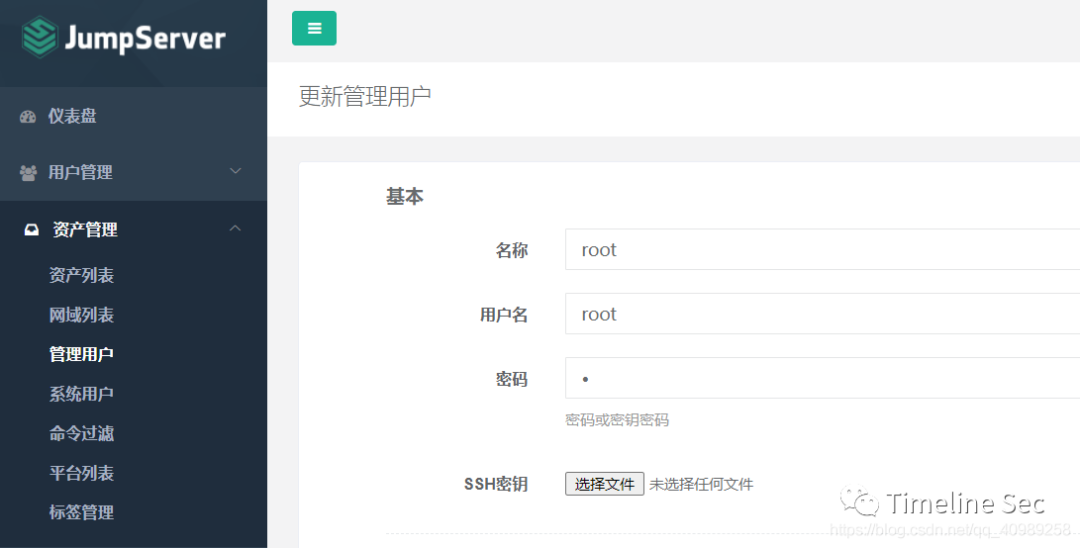 JumpServer
仪表盘
用户管理
资产管理
资产列表
网域列表
管理用户
系统用户
命令过滤
平台列表
标签管理
更新管理用户
基本
名称 root
用户名 root
密码 •
密码或密钥密码
SSH密钥 选择文件 未选择任何文件
Timeline Sec
https://blog.csdn.net/qq_40989258